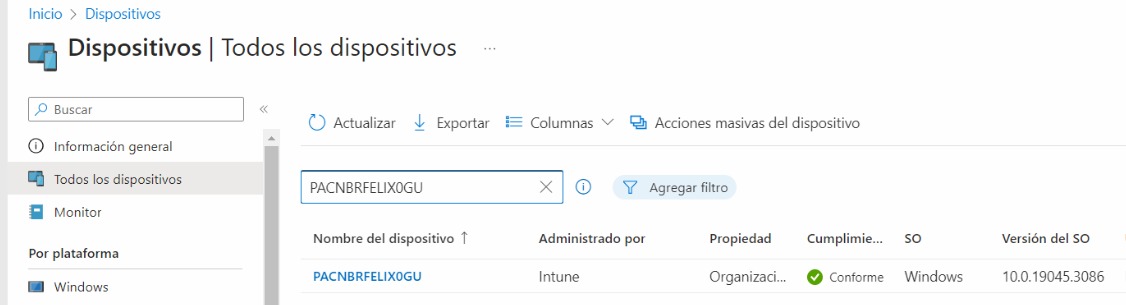 Inicio > Dispositivos
Dispositivos | Todos los dispositivos ...
Buscar «
Información general
Todos los dispositivos
Monitor
Por plataforma
Windows
Actualizar Exportar Columnas Acciones masivas del dispositivo
PACNBRFELIX0GU Agregar filtro
Nombre del dispositivo ↑ Administrado por Propiedad Cumplimie... SO Versión del SO
PACNBRFELIX0GU Intune Organizaci... Conforme Windows 10.0.19045.3086